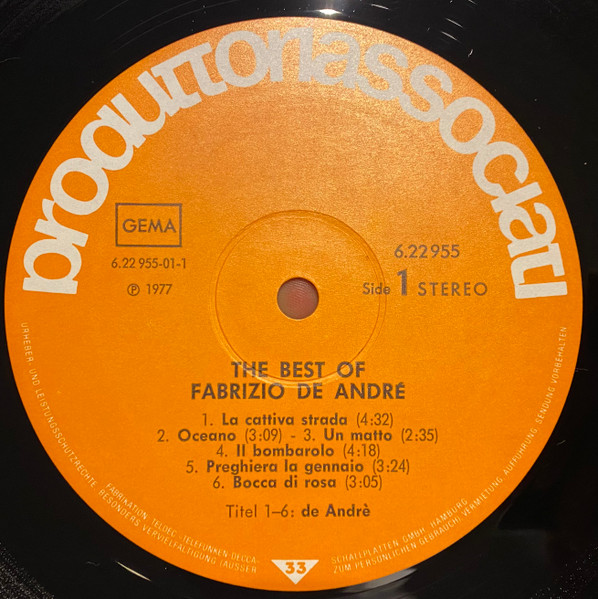 produttoriassociati
GEMA
6.22 955-01-1
℗ 1977
6.22955
Side 1 STEREO
THE BEST OF
FABRIZIO DE ANDRÉ
1. La cattiva strada (4:32)
2. Oceano (3:09) - 3. Un matto (2:35)
4. Il bombarolo (4:18)
5. Preghiera la gennaio (3:24)
6. Bocca di rosa (3:05)
Titel 1–6: de Andrè
33
URHEBER- UND LEISTUNGSSCHUTZRECHTE
VORBEHALTEN
FABRIKATION: TELDEC »TELEFUNKEN-DECCA« SCHALLPLATTEN GMBH, HAMBURG
BESONDERS VERVIELFÄLTIGUNG (AUSSER ZUM PERSÖNLICHEN GEBRAUCH) VERMIETUNG, AUFFÜHRUNG, SENDUNG